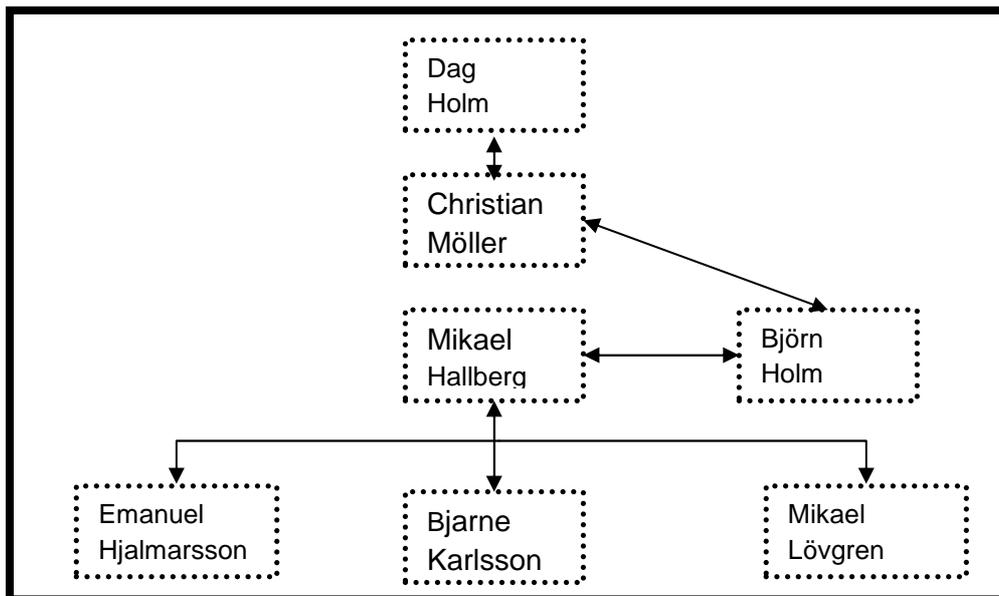 Dag
Holm
Christian
Möller
Mikael
Hallberg
Björn
Holm
Emanuel
Hjalmarsson
Bjarne
Karlsson
Mikael
Lövgren